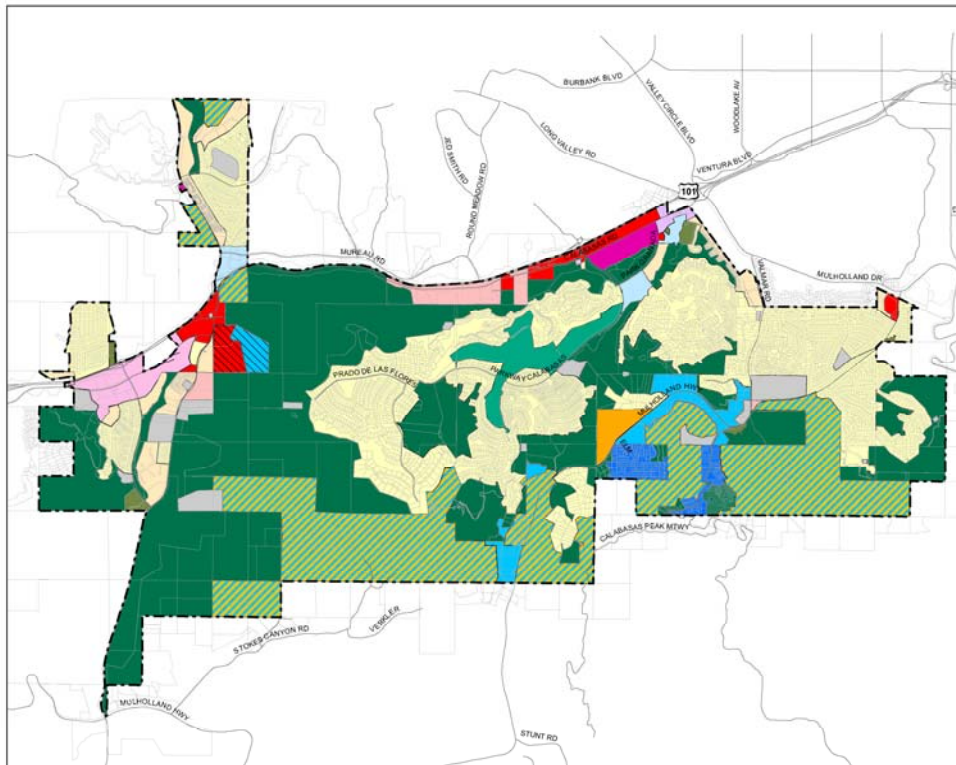 BURBANK BLVD
VALLEY CIRCLE BLVD
WOODLAKE AV
LONG VALLEY RD
JED SMITH RD
ROUND MEADOW RD
VENTURA BLVD
101
MUREAU RD
CALABASAS RD
VALMAR RD
MULHOLLAND DR
PRADO DE LAS FLORES
PARKWAY CALABASAS
MULHOLLAND HWY
CALABASAS PEAK MTWY
STOKES CANYON RD
MULHOLLAND HWY
STUNT RD